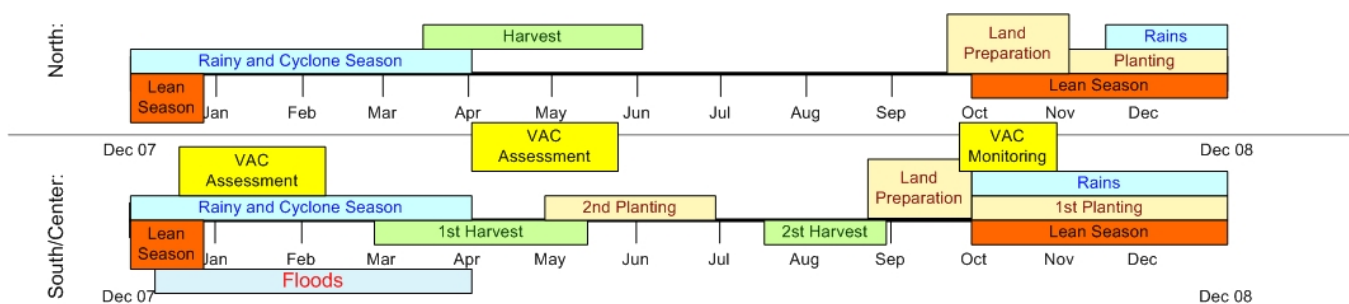 North:
Harvest
Land
Preparation
Rains
Rainy and Cyclone Season
Planting
Lean
Season
Lean Season
Jan Feb Mar Apr May Jun Jul Aug Sep Oct Nov Dec
Dec 07
VAC
Assessment
VAC
Monitoring
Dec 08
South/Center:
VAC
Assessment
Land
Preparation
Rains
Rainy and Cyclone Season
2nd Planting
1st Planting
Lean
Season
1st Harvest
2st Harvest
Lean Season
Jan Feb Mar Apr May Jun Jul Aug Sep Oct Nov Dec
Floods
Dec 07
Dec 08